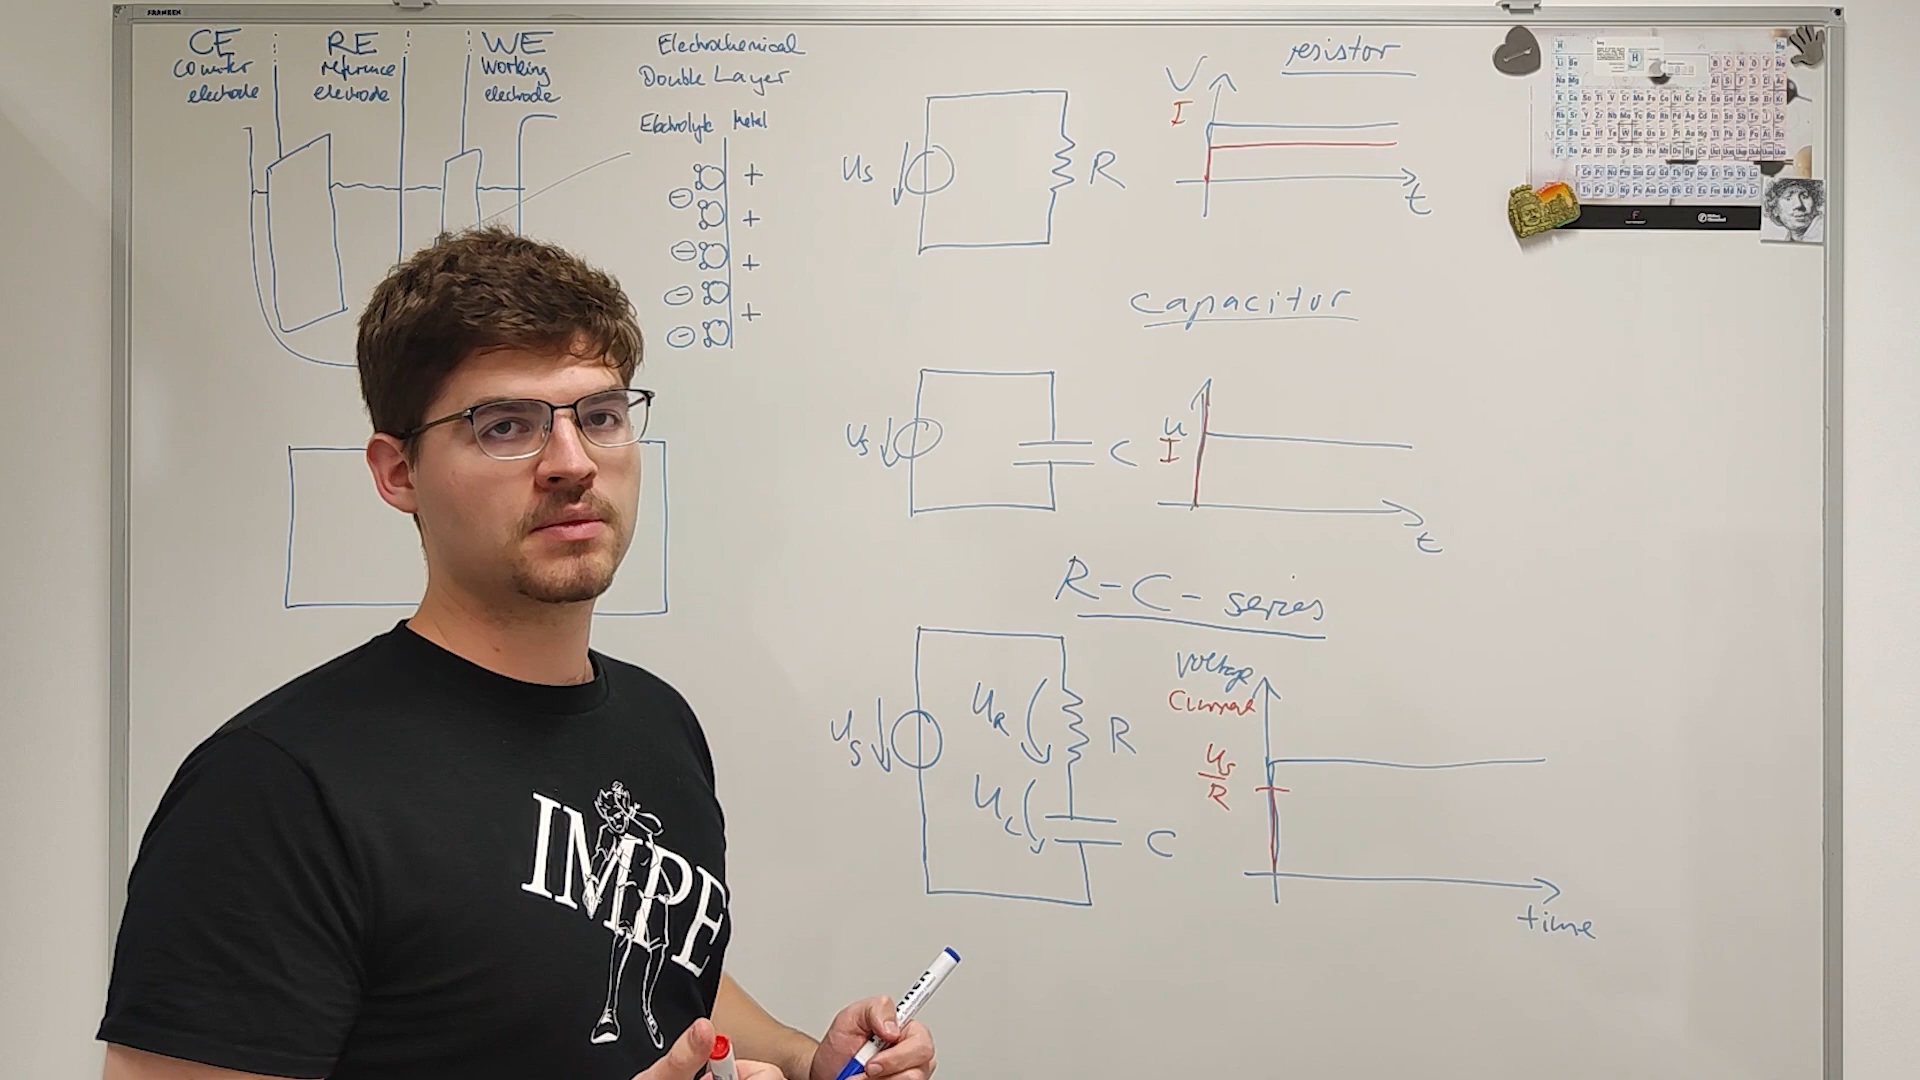 FRANKEN
CE
counter
electrode
RE
reference
electrode
WE
working
electrode
Electrochemical
Double Layer
Electrolyte Metal
+
+
+
+
Us
R
resistor
V
I
t
capacitor
Us
C
U
I
t
R-C-series
Us
UR
R
UC
C
Voltage
Current
Us
R
time
IMPE